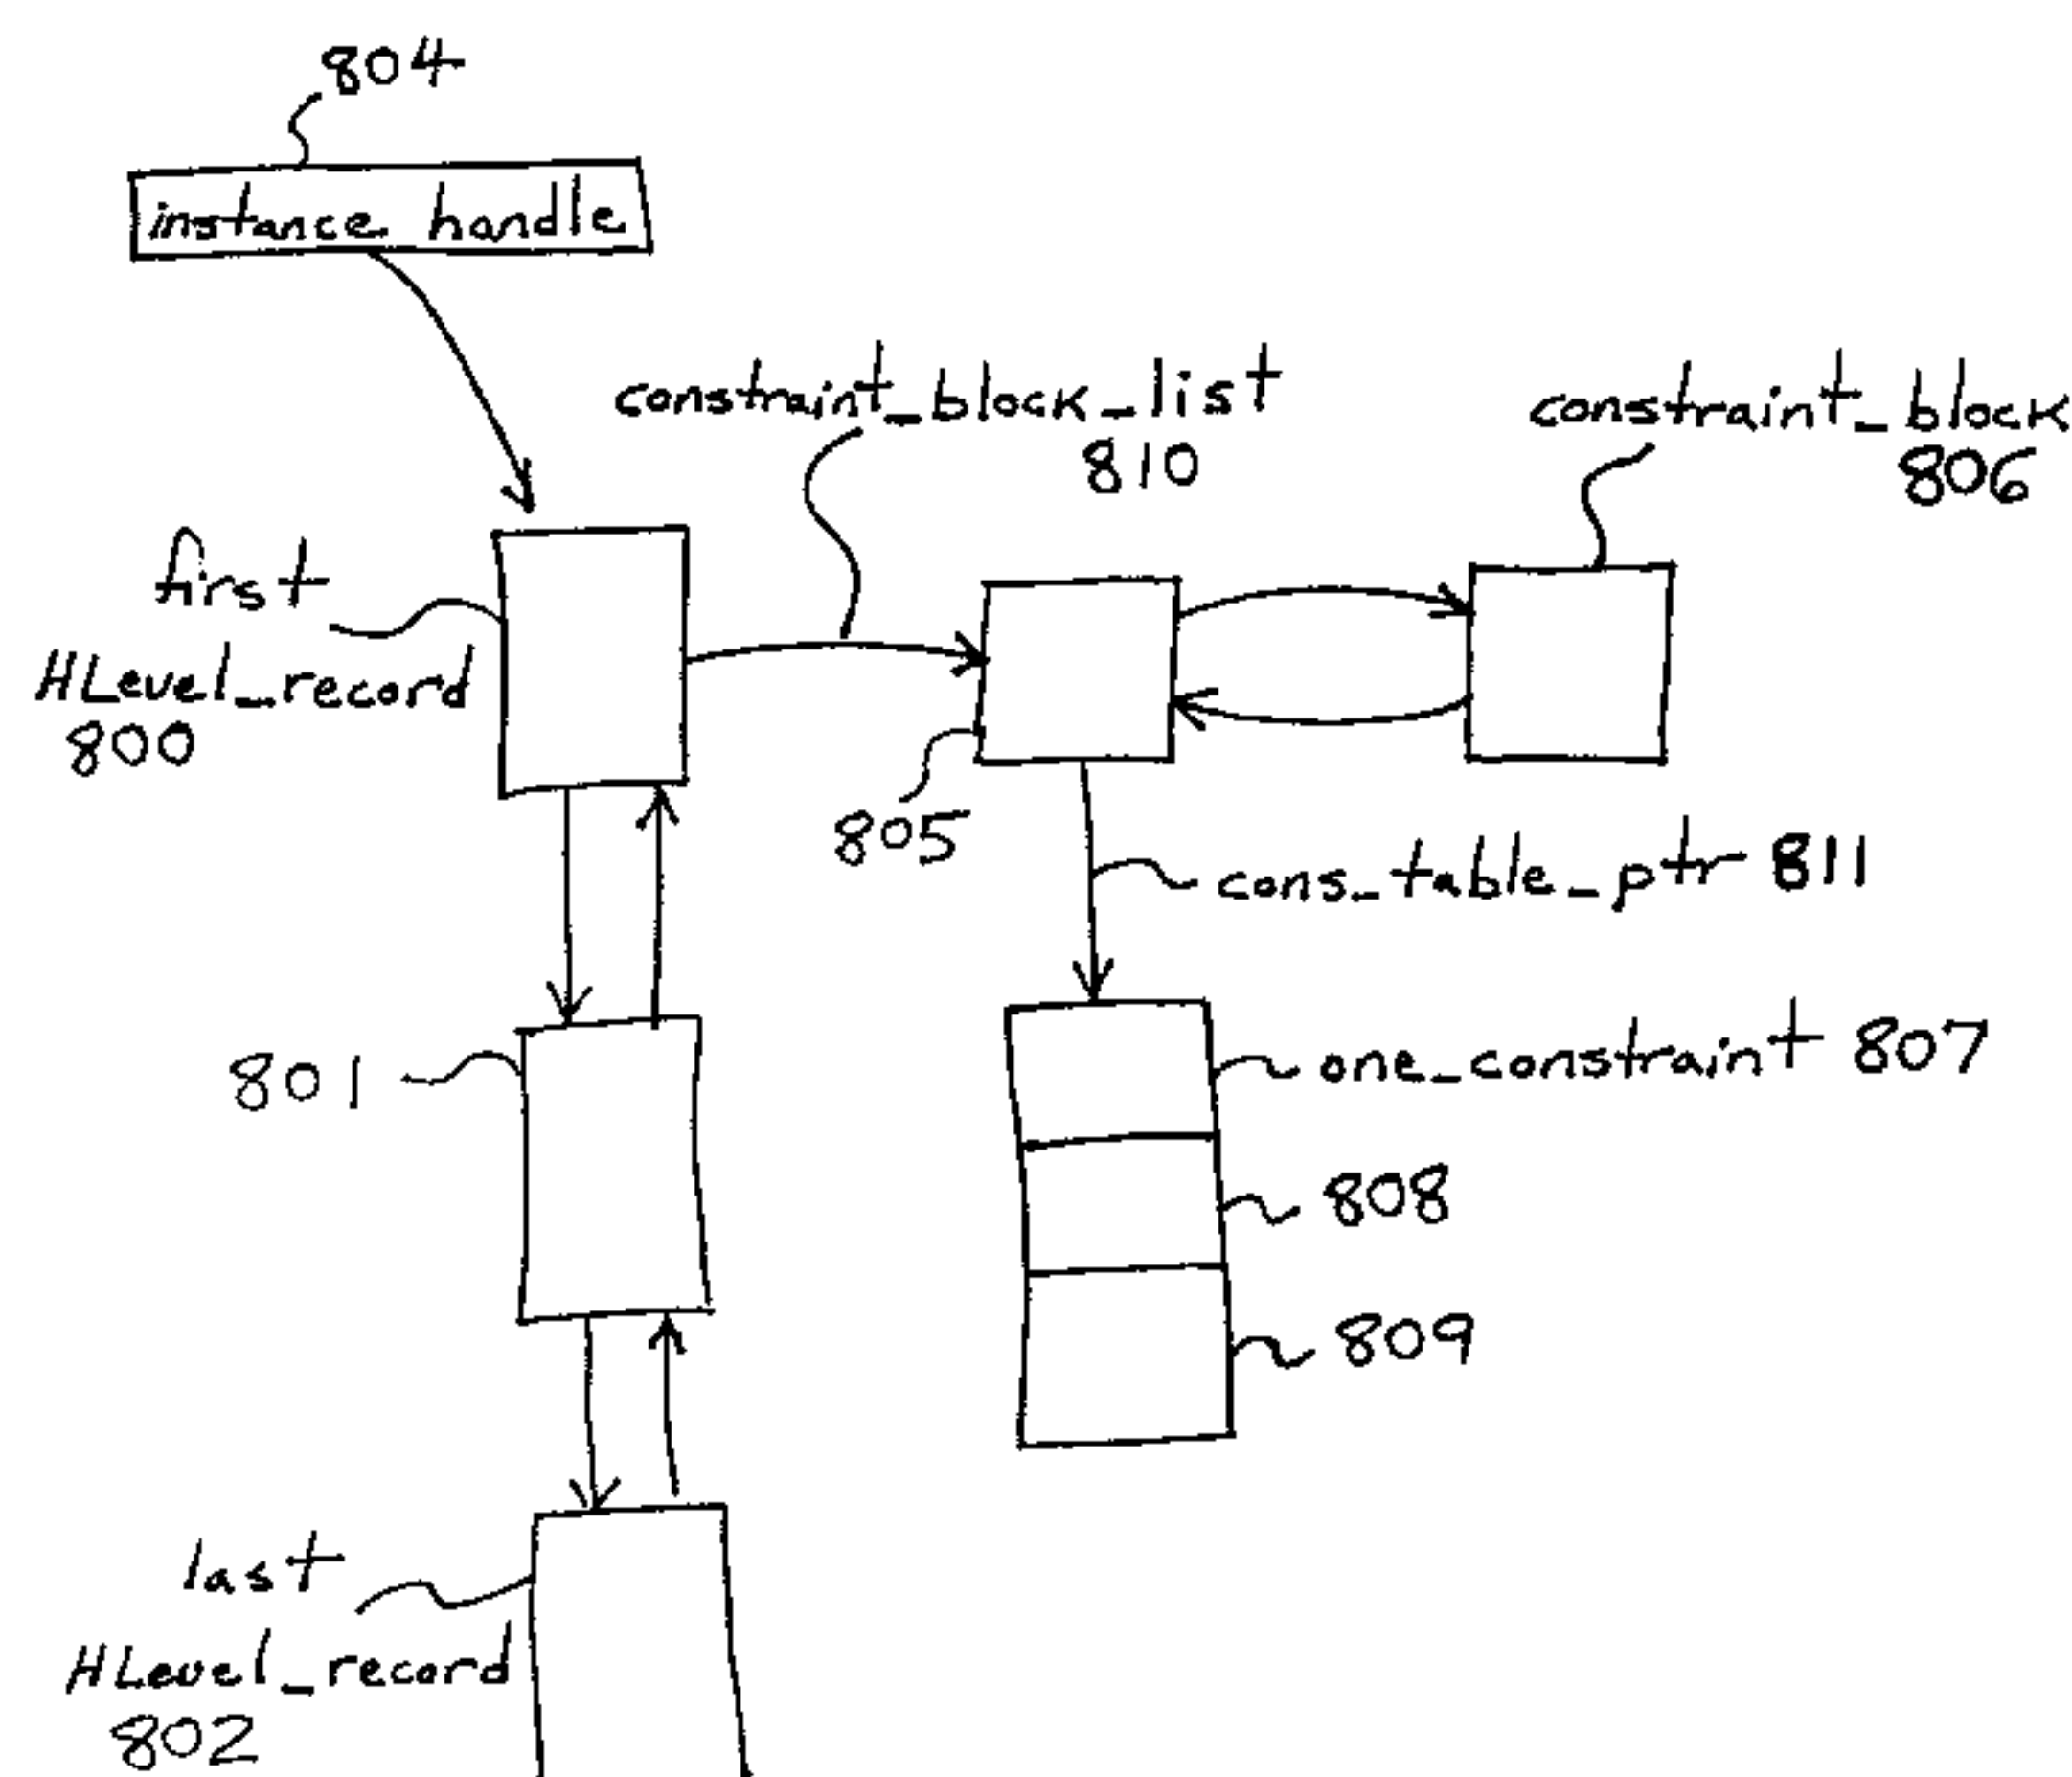 804
instance handle
constraint_block_list
810
constraint_block
806
first
HLevel_record
800
805
cons_table_ptr 811
801
one_constraint 807
808
809
last
HLevel_record
802